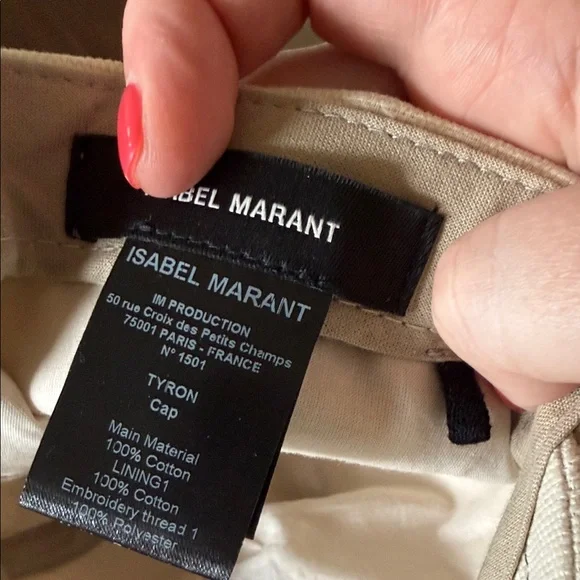 ABEL MARANT
ISABEL MARANT
IM PRODUCTION
50 rue Croix des Petits Champs
75001 PARIS - FRANCE
N° 1501
TYRON
Cap
Main Material
100% Cotton
LINING1
100% Cotton
Embroidery thread 1
100% Polyester